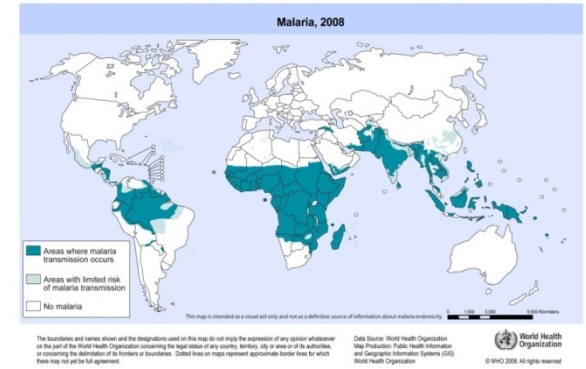 Malaria, 2008
Areas where malaria
transmission occurs
Areas with limited risk
of malaria transmission
No malaria
This map is intended as a visual aid only and not as a definitive source of information about malaria endemicity.
0 1,500 3,000 6,000 Kilometers
The boundaries and names shown and the designations used on this map do not imply the expression of any opinion whatsoever
on the part of the World Health Organization concerning the legal status of any country, territory, city or area or of its authorities,
or concerning the delimitation of its frontiers or boundaries. Dotted lines on maps represent approximate border lines for which
there may not yet be full agreement.
Data Source: World Health Organization
Map Production: Public Health Information
and Geographic Information Systems (GIS)
World Health Organization
World Health
Organization
© WHO 2008. All rights reserved